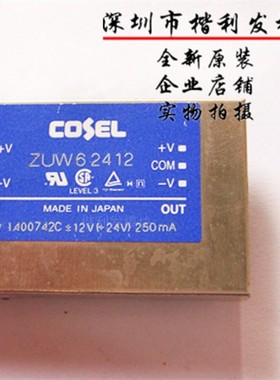 深圳市楷利发
全新原装
企业店铺
实物拍摄
COSEL
+V ZUW62412 +V
COM
-V -V
LEVEL 3
MADE IN JAPAN OUT
1400742C ±12V(+24V) 250mA